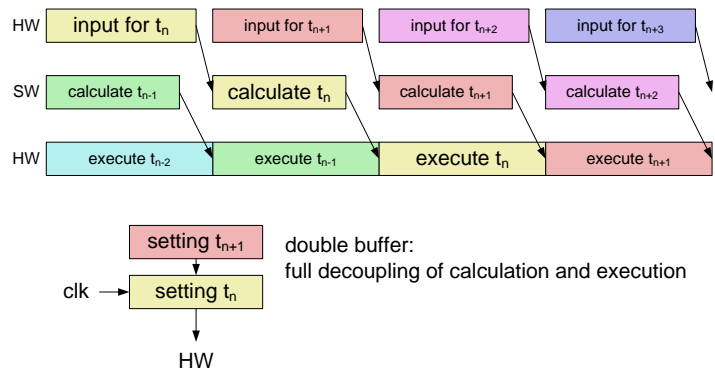 HW input for tn input for tn+1 input for tn+2 input for tn+3
SW calculate tn-1 calculate tn calculate tn+1 calculate tn+2
HW execute tn-2 execute tn-1 execute tn execute tn+1
setting tn+1
double buffer:
full decoupling of calculation and execution
clk setting tn
HW